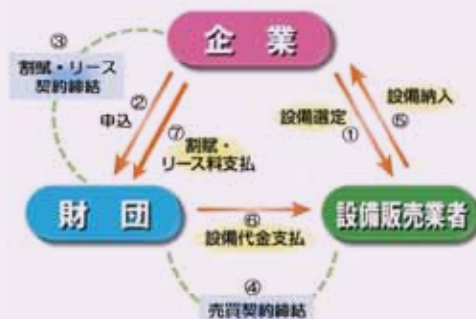 企業
③
割賦・リース
契約締結
②
申込
⑦
割賦・
リース料支払
設備選定
①
設備納入
⑤
財団
⑥
設備代金支払
設備販売業者
④
売買契約締結